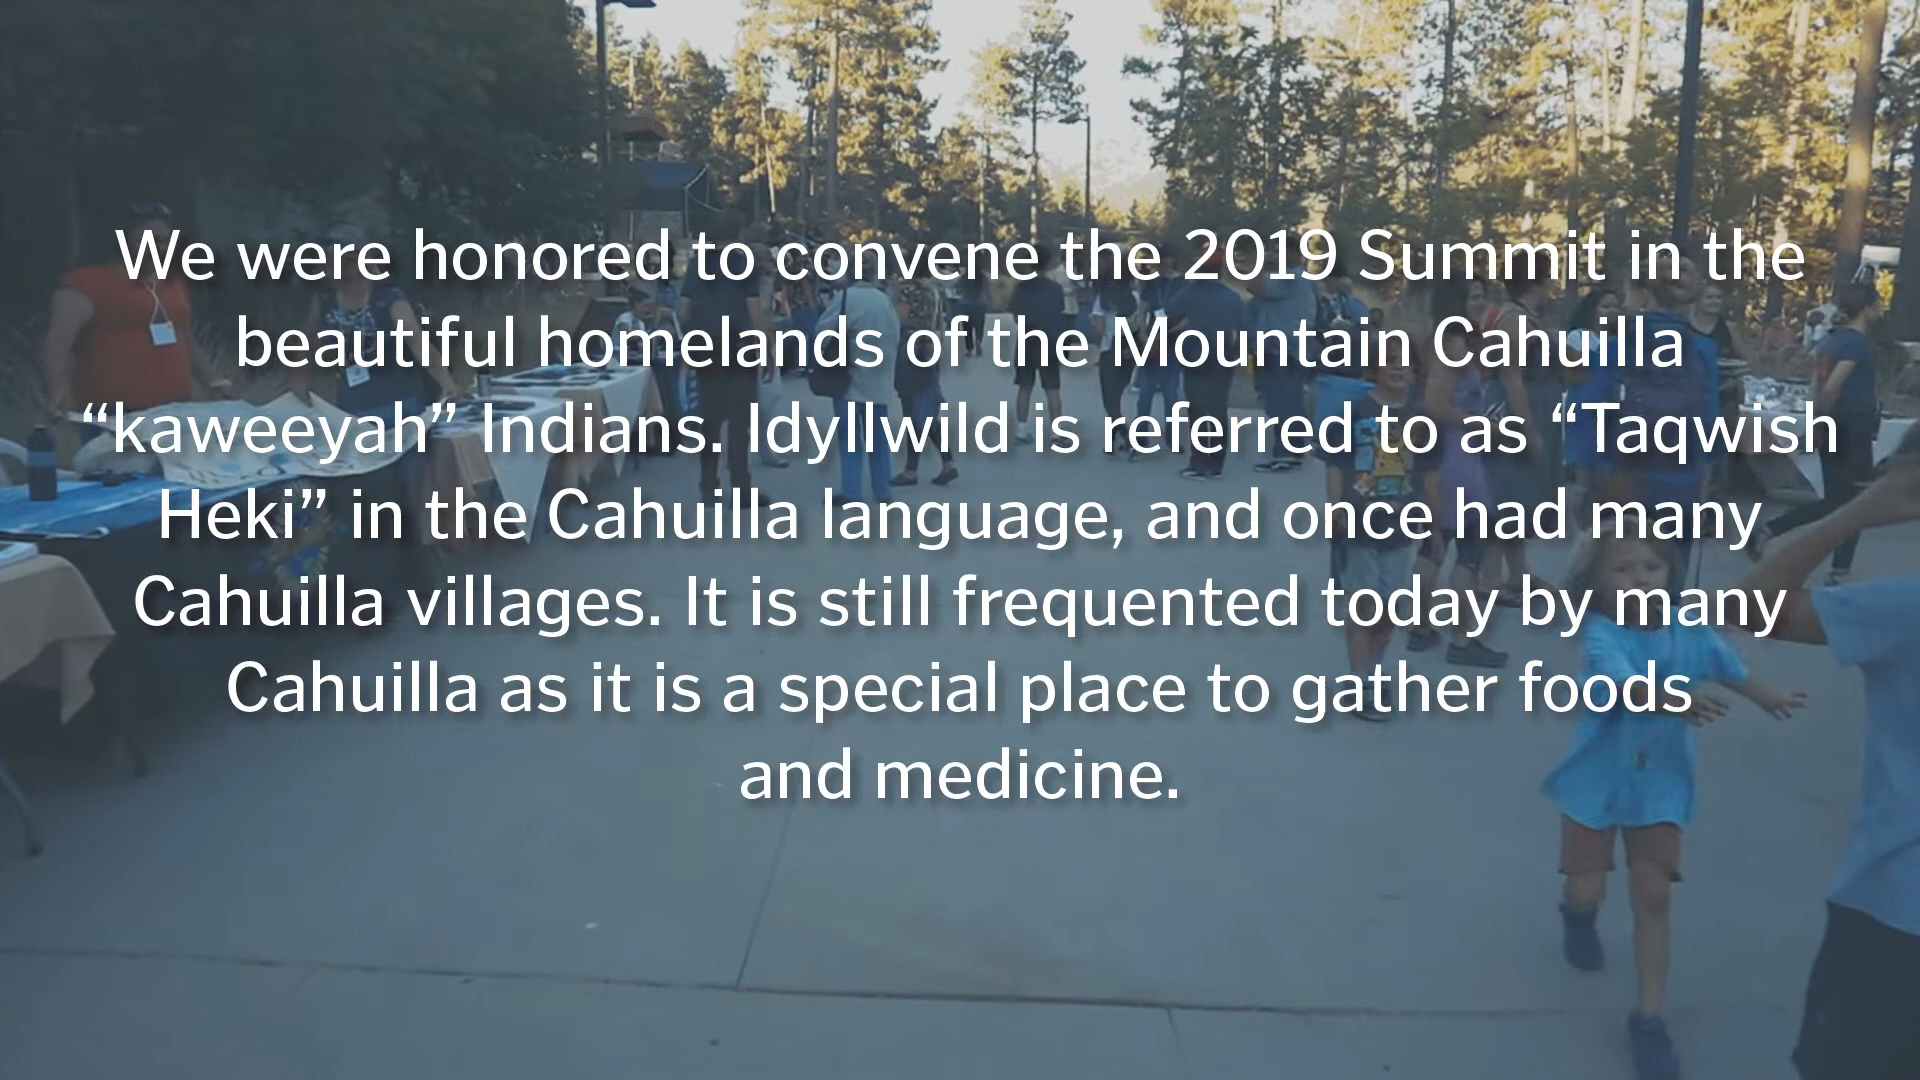 We were honored to convene the 2019 Summit in the
beautiful homelands of the Mountain Cahuilla
“kaweeyah” Indians. Idyllwild is referred to as “Taqwish
Heki” in the Cahuilla language, and once had many
Cahuilla villages. It is still frequented today by many
Cahuilla as it is a special place to gather foods
and medicine.